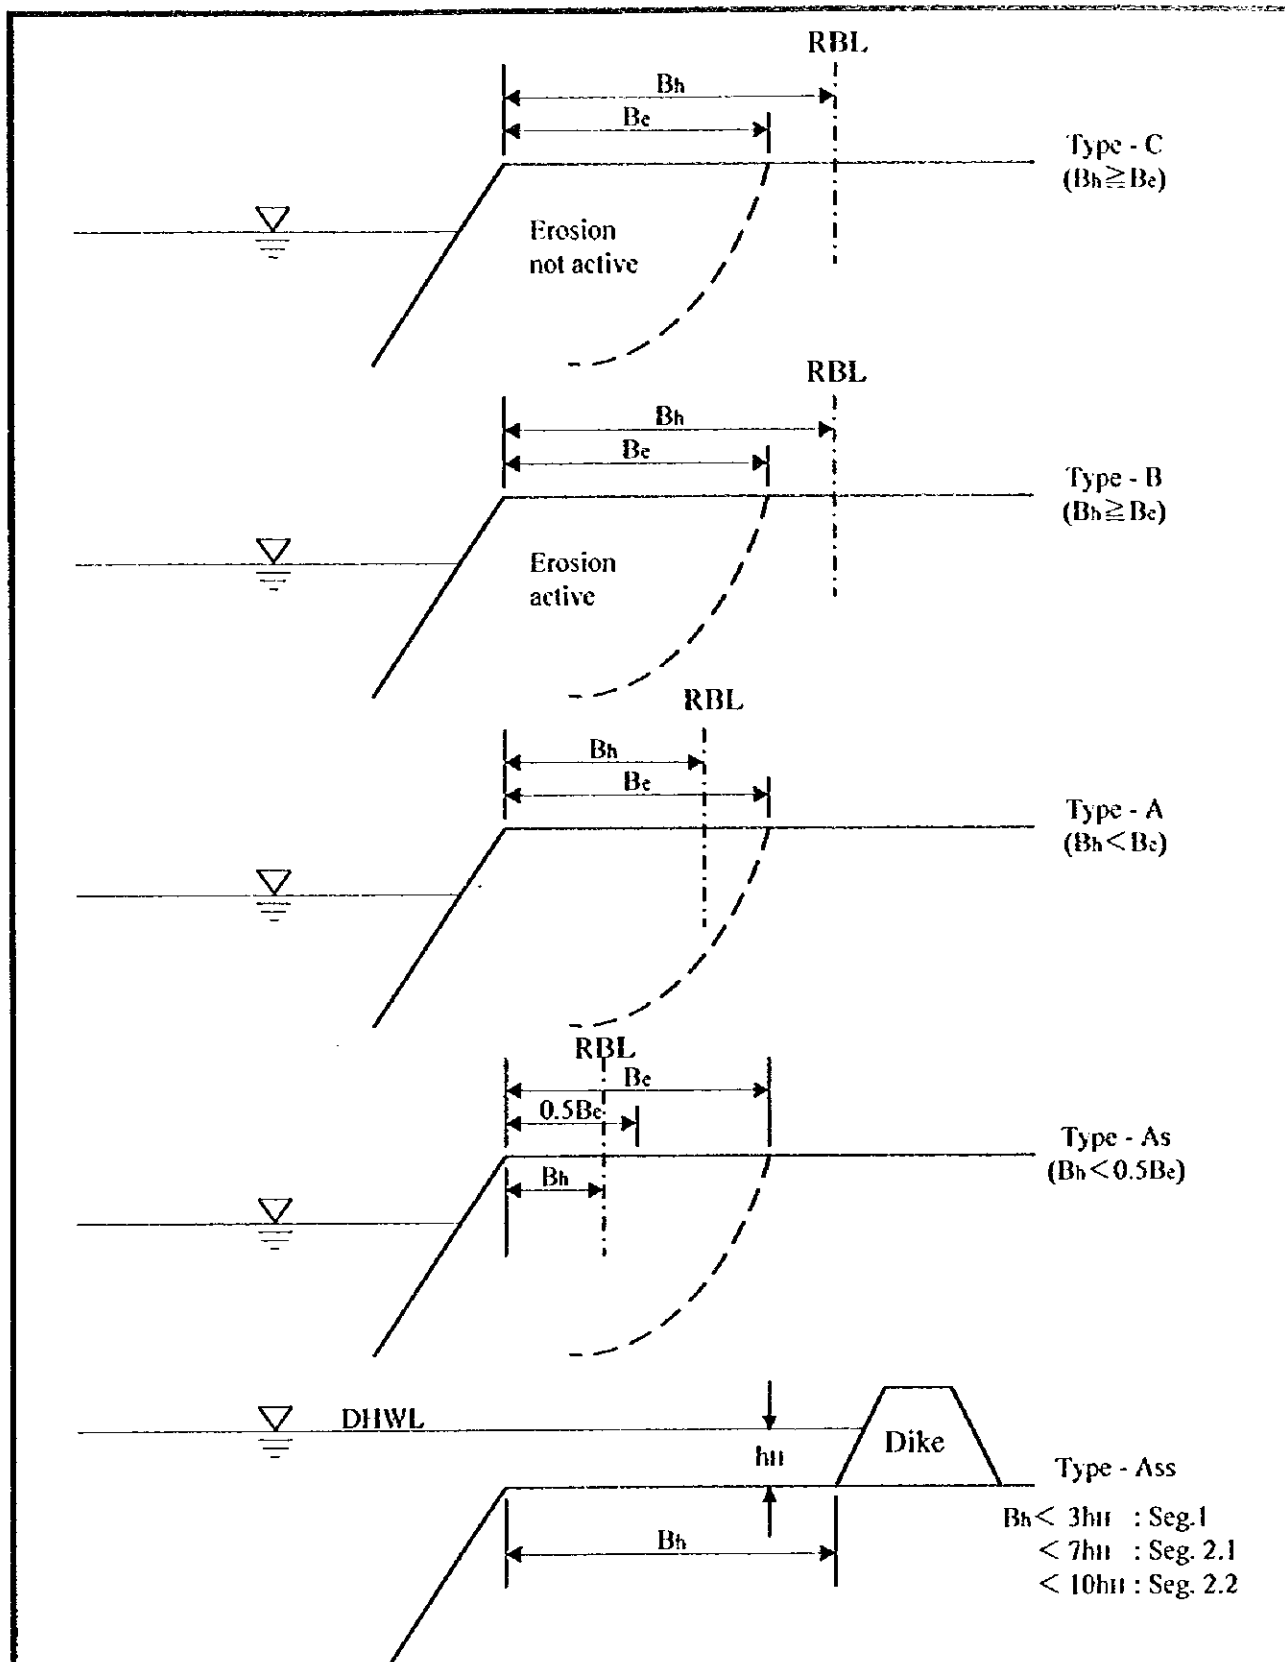 RBL
Bh
Be
Type - C
(Bh≧Be)
Erosion
not active
RBL
Bh
Be
Type - B
(Bh≧Be)
Erosion
active
RBL
Bh
Be
Type - A
(Bh<Be)
RBL
Be
0.5Be
Type - As
(Bh<0.5Be)
Bh
DHWL
Dike
hH
Type - Ass
Bh< 3hH : Seg.1
Bh
< 7hH : Seg. 2.1
< 10hH : Seg. 2.2